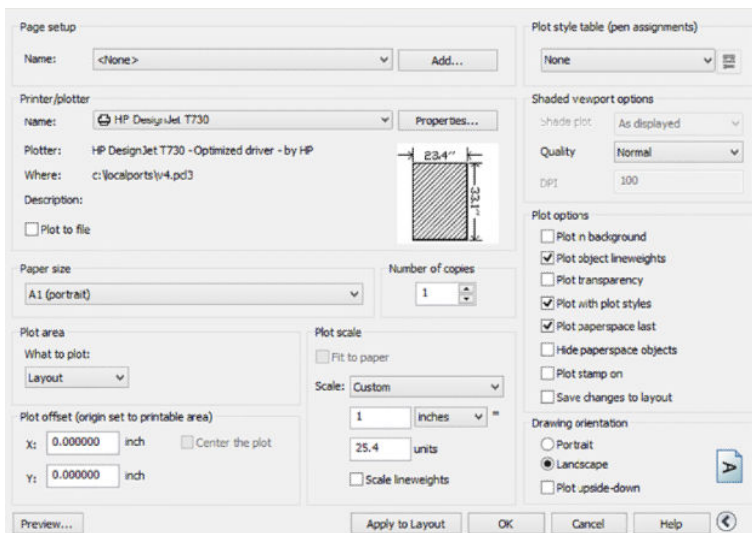 Page setup
Name: <None> Add...
Printer/plotter
Name: HP DesignJet T730 Properties...
Plotter: HP DesignJet T730 - Optimized driver - by HP
Where: c:\localports\v4.pcl3
Description:
Plot to file
23.4''
33.1''
Paper size
A1 (portrait)
Number of copies
1
Plot area
What to plot:
Layout
Plot offset (origin set to printable area)
X: 0.000000 inch Center the plot
Y: 0.000000 inch
Plot scale
Fit to paper
Scale: Custom
1 inches =
25.4 units
Scale lineweights
Plot style table (pen assignments)
None
Shaded viewport options
Shade plot As displayed
Quality Normal
DPI 100
Plot options
Plot in background
Plot object lineweights
Plot transparency
Plot with plot styles
Plot paperspace last
Hide paperspace objects
Plot stamp on
Save changes to layout
Drawing orientation
Portrait
Landscape
Plot upside-down
A
Preview... Apply to Layout OK Cancel Help